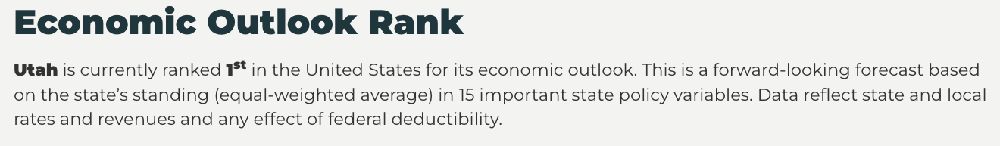 Economic Outlook Rank
Utah is currently ranked 1st in the United States for its economic outlook. This is a forward-looking forecast based
on the state’s standing (equal-weighted average) in 15 important state policy variables. Data reflect state and local
rates and revenues and any effect of federal deductibility.